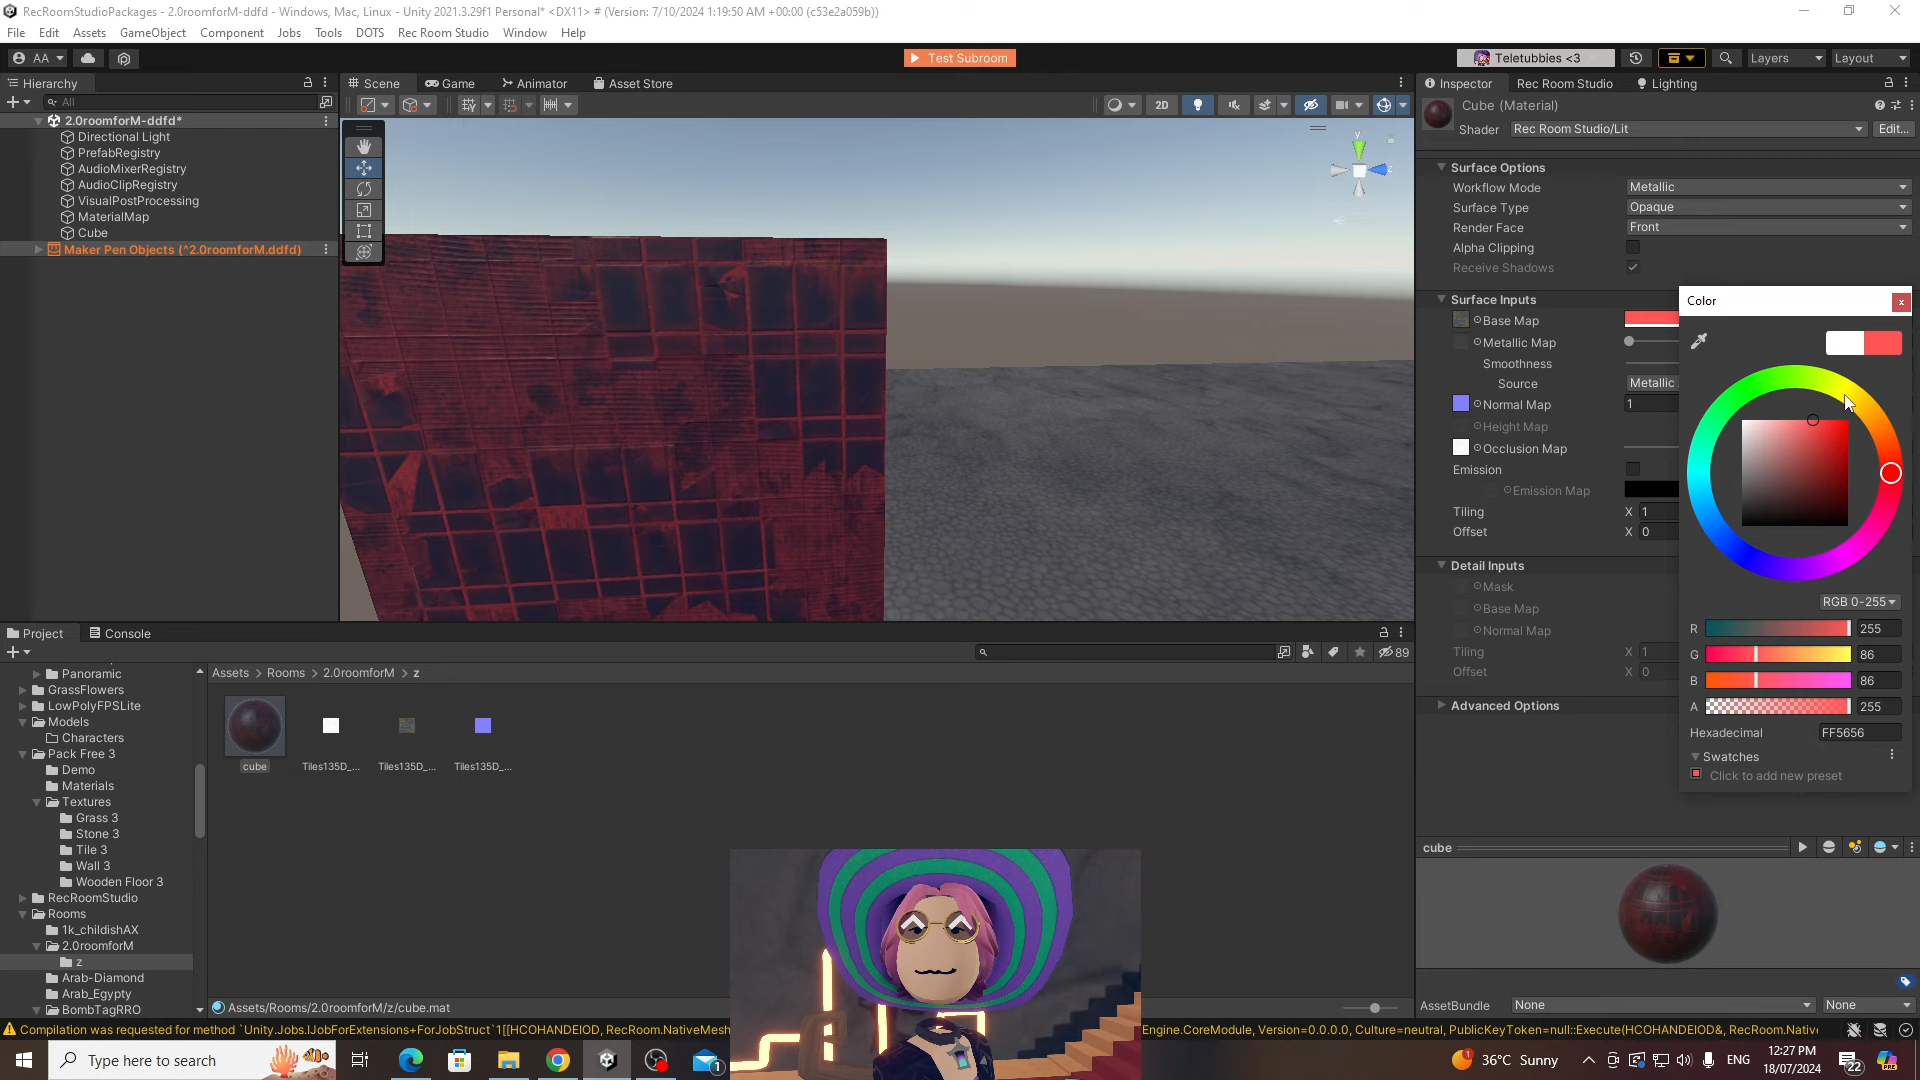 RecRoomStudioPackages - 2.0roomforM-ddfd - Windows, Mac, Linux - Unity 2021.3.29f1 Personal* <DX11> # (Version: 7/10/2024 1:19:50 AM +00:00 (c53e2a059b))
File Edit Assets GameObject Component Jobs Tools DOTS Rec Room Studio Window Help
AA Test Subroom Teletubbies <3 Layers Layout
Hierarchy Scene Game Animator Asset Store Inspector Rec Room Studio Lighting
All 2D Cube (Material)
Shader Rec Room Studio/Lit Edit...
2.0roomforM-ddfd*
Directional Light
PrefabRegistry
AudioMixerRegistry
AudioClipRegistry
VisualPostProcessing
MaterialMap
Cube
Maker Pen Objects (^2.0roomforM.ddfd)
y
z
Surface Options
Workflow Mode Metallic
Surface Type Opaque
Render Face Front
Alpha Clipping
Receive Shadows
Surface Inputs
Base Map
Metallic Map
Smoothness
Source Metallic
Normal Map 1
Height Map
Occlusion Map
Emission
Emission Map
Tiling X 1
Offset X 0
Detail Inputs
Mask
Base Map
Normal Map
Tiling X 1
Offset X 0
Advanced Options
Color x
RGB 0-255
R 255
G 86
B 86
A 255
Hexadecimal FF5656
Swatches
Click to add new preset
Project Console
89
Panoramic
GrassFlowers
LowPolyFPSLite
Models
Characters
Pack Free 3
Demo
Materials
Textures
Grass 3
Stone 3
Tile 3
Wall 3
Wooden Floor 3
RecRoomStudio
Rooms
1k_childishAX
2.0roomforM
z
Arab-Diamond
Arab_Egypty
BombTagRRO
Assets > Rooms > 2.0roomforM > z
cube Tiles135D_... Tiles135D_... Tiles135D_...
Assets/Rooms/2.0roomforM/z/cube.mat
cube
AssetBundle None None
Compilation was requested for method `Unity.Jobs.IJobForExtensions+ForJobStruct`1[[HCOHANDEIOD, RecRoom.NativeMesh
Engine.CoreModule, Version=0.0.0.0, Culture=neutral, PublicKeyToken=null::Execute(HCOHANDEIOD&, RecRoom.Native
Type here to search
1
36°C Sunny
ENG
12:27 PM
18/07/2024
22
PRE